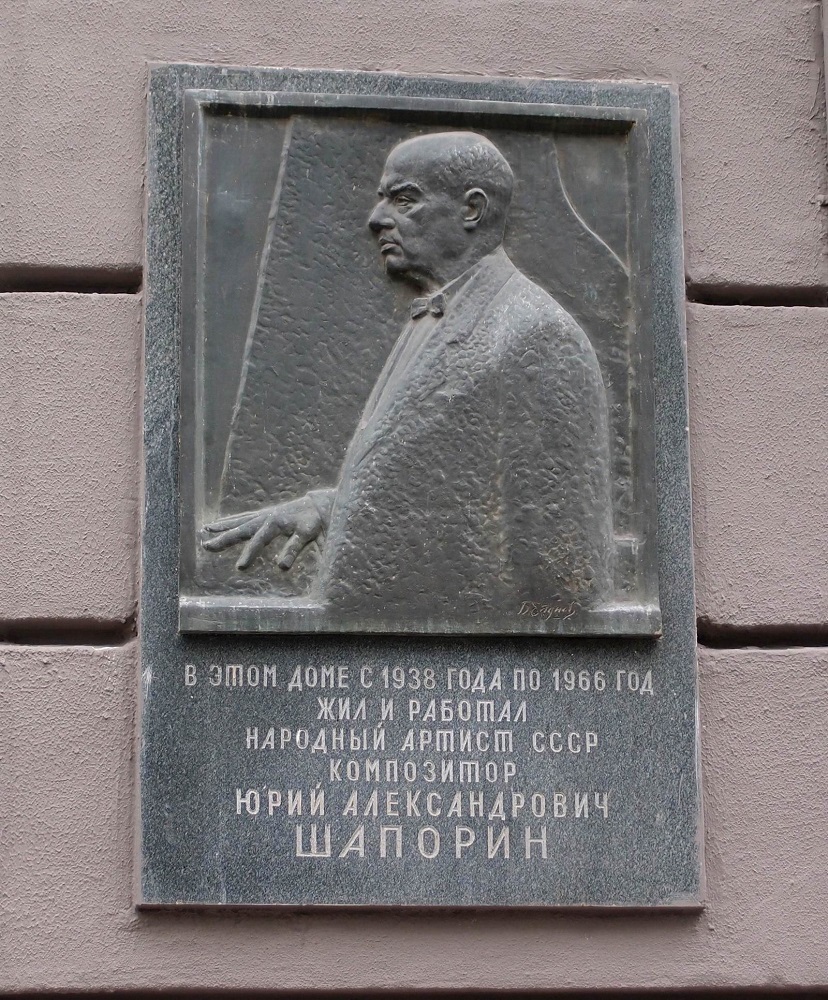 В ЭТОМ ДОМЕ С 1938 ГОДА ПО 1966 ГОД
ЖИЛ И РАБОТАЛ
НАРОДНЫЙ АРТИСТ СССР
КОМПОЗИТОР
ЮРИЙ АЛЕКСАНДРОВИЧ
ШАПОРИН